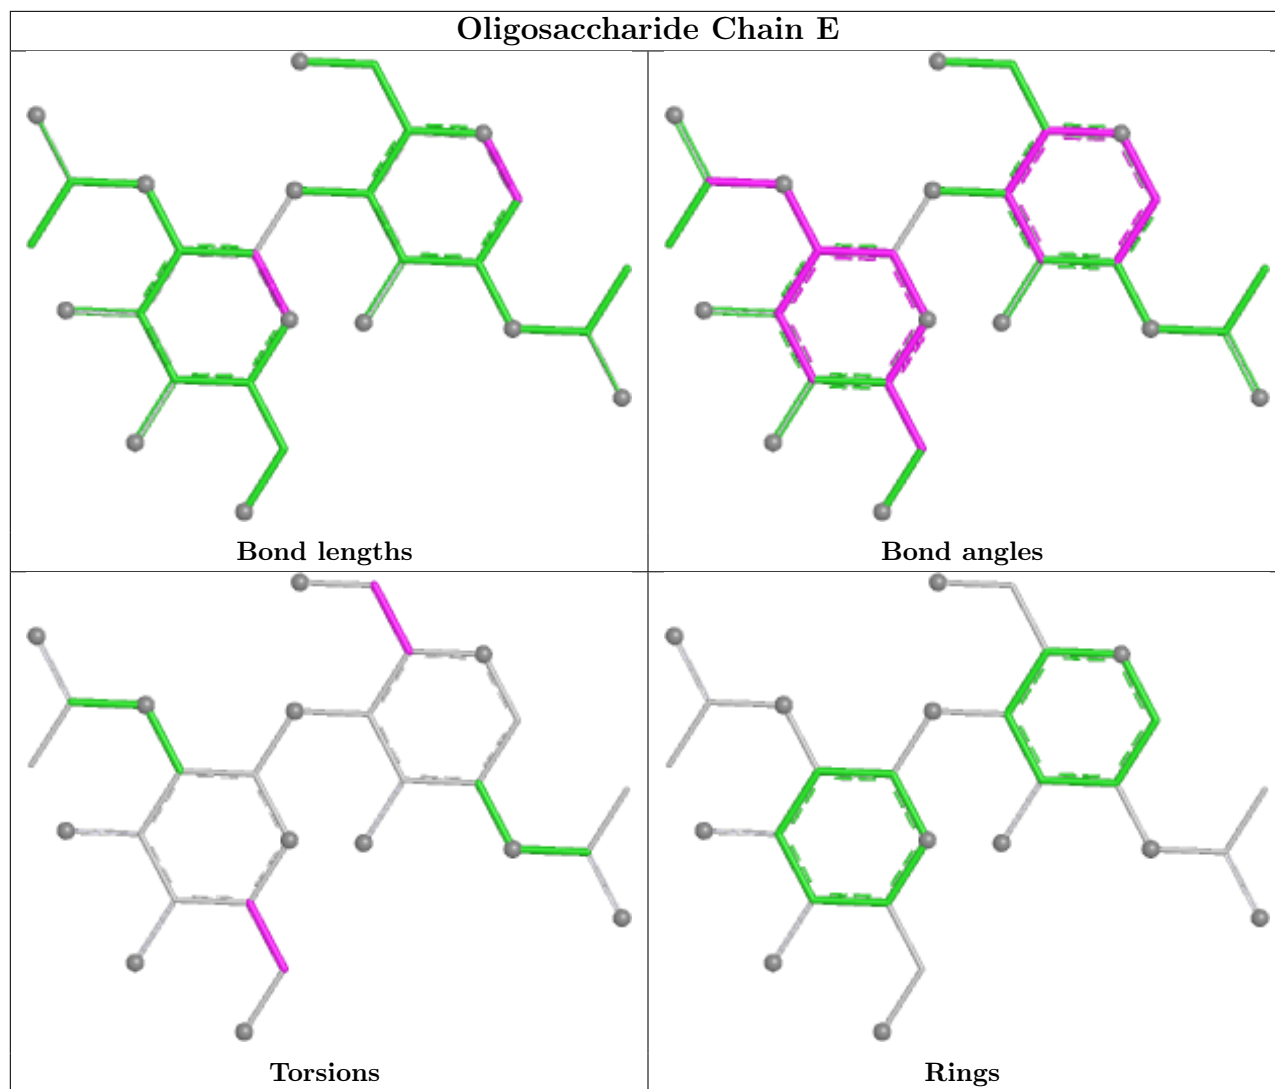 Oligosaccharide Chain E
Bond lengths
Bond angles
Torsions
Rings